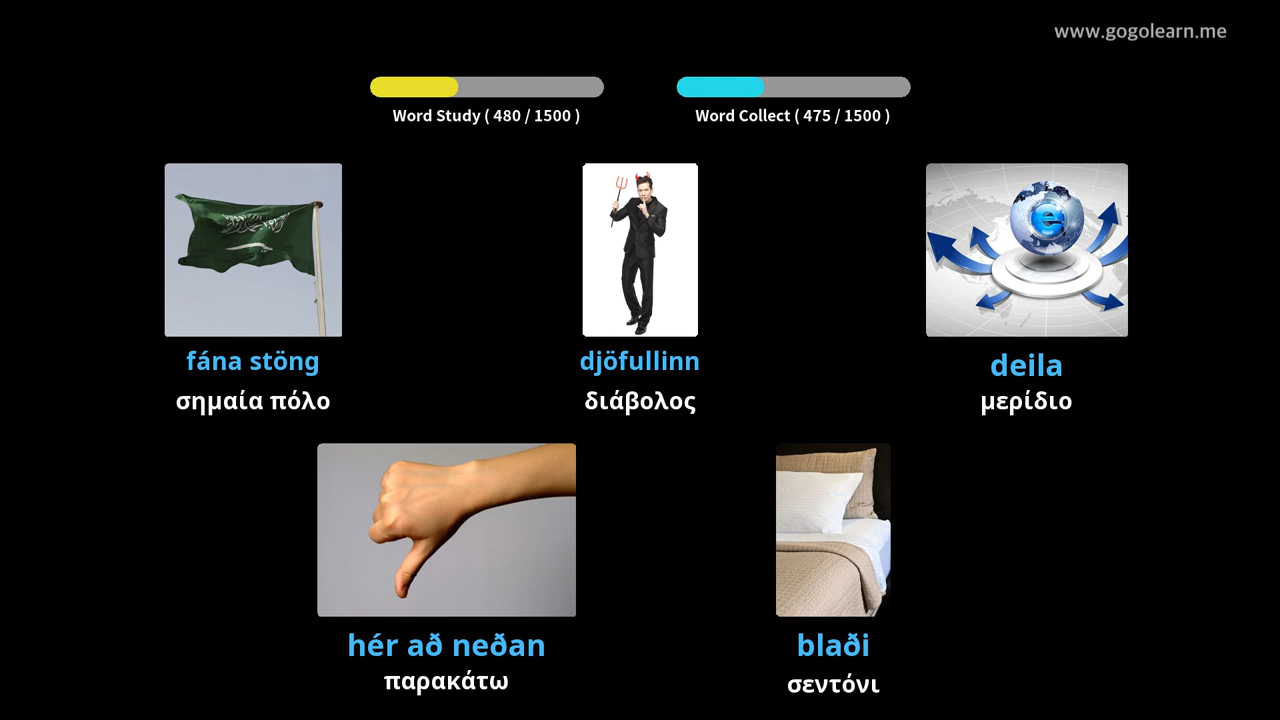 www.gogolearn.me
Word Study ( 480 / 1500 )
Word Collect ( 475 / 1500 )
fána stöng
σημαία πόλο
djöfullinn
διάβολος
deila
μερίδιο
hér að neðan
παρακάτω
blaði
σεντόνι